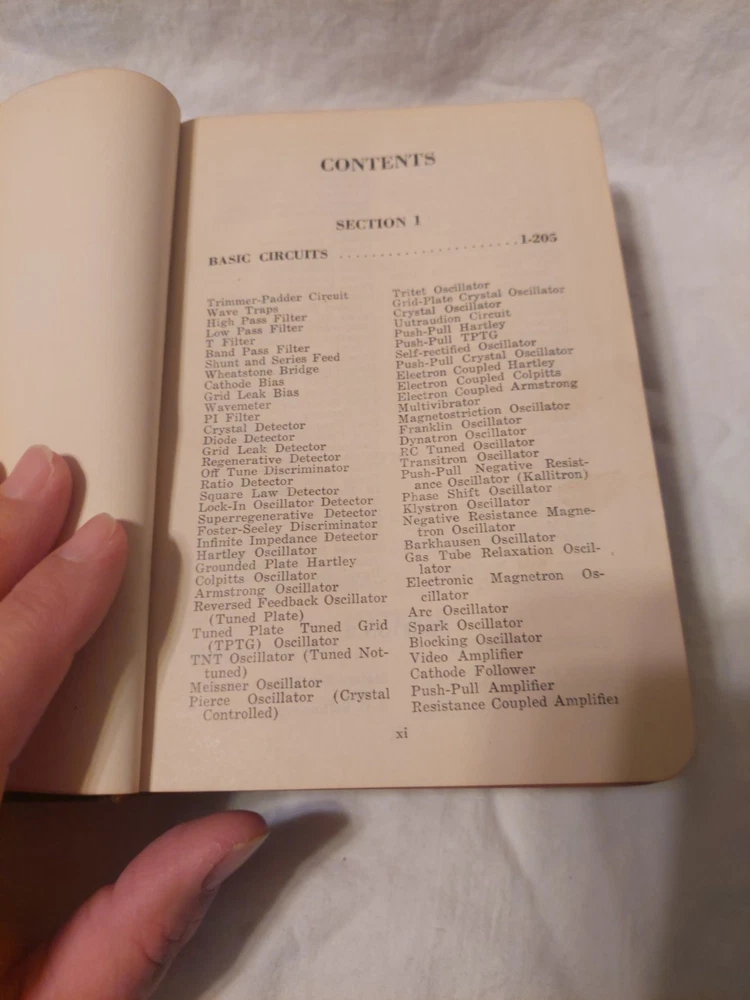 CONTENTS
SECTION 1
BASIC CIRCUITS ......................1-205
Trimmer-Padder Circuit
Wave Traps
High Pass Filter
Low Pass Filter
T Filter
Band Pass Filter
Shunt and Series Feed
Wheatstone Bridge
Cathode Bias
Grid Leak Bias
Wavemeter
PI Filter
Crystal Detector
Diode Detector
Grid Leak Detector
Regenerative Detector
Off Tune Discriminator
Ratio Detector
Square Law Detector
Lock-In Oscillator Detector
Superregenerative Detector
Foster-Seeley Discriminator
Infinite Impedance Detector
Hartley Oscillator
Grounded Plate Hartley
Colpitts Oscillator
Armstrong Oscillator
Reversed Feedback Oscillator
(Tuned Plate)
Tuned Plate Tuned Grid
(TPTG) Oscillator
TNT Oscillator (Tuned Not-
tuned)
Meissner Oscillator
Pierce Oscillator (Crystal
Controlled)
Tritet Oscillator
Grid-Plate Crystal Oscillator
Crystal Oscillator
Uutraudion Circuit
Push-Pull Hartley
Push-Pull TPTG
Self-rectified Oscillator
Push-Pull Crystal Oscillator
Electron Coupled Hartley
Electron Coupled Colpitts
Electron Coupled Armstrong
Multivibrator
Magnetostriction Oscillator
Franklin Oscillator
Dynatron Oscillator
RC Tuned Oscillator
Transitron Oscillator
Push-Pull Negative Resist-
ance Oscillator (Kallitron)
Phase Shift Oscillator
Klystron Oscillator
Negative Resistance Magne-
tron Oscillator
Barkhausen Oscillator
Gas Tube Relaxation Oscil-
lator
Electronic Magnetron Os-
cillator
Arc Oscillator
Spark Oscillator
Blocking Oscillator
Video Amplifier
Cathode Follower
Push-Pull Amplifier
Resistance Coupled Amplifier
xi